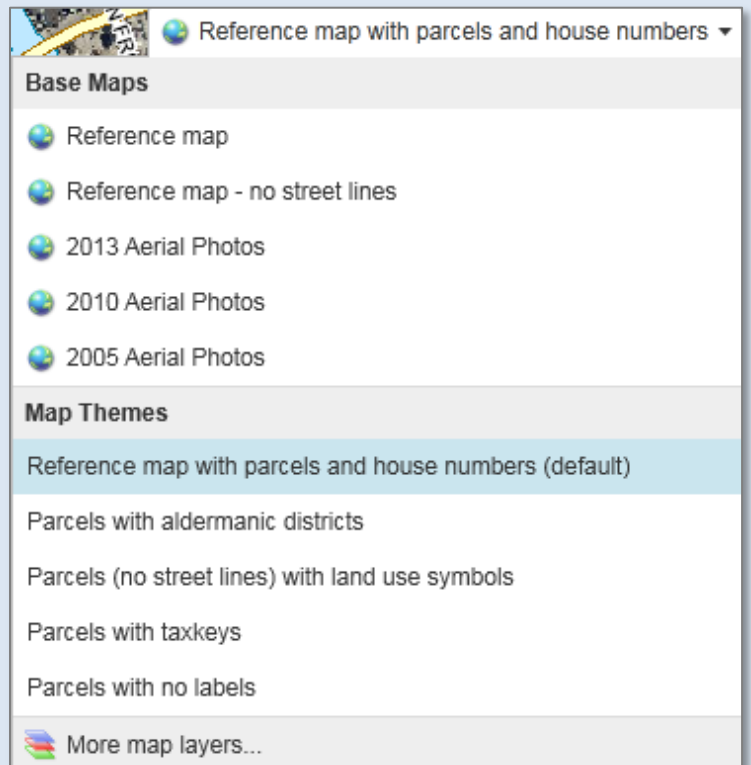 N FR
Reference map with parcels and house numbers
Base Maps
Reference map
Reference map - no street lines
2013 Aerial Photos
2010 Aerial Photos
2005 Aerial Photos
Map Themes
Reference map with parcels and house numbers (default)
Parcels with aldermanic districts
Parcels (no street lines) with land use symbols
Parcels with taxkeys
Parcels with no labels
More map layers...